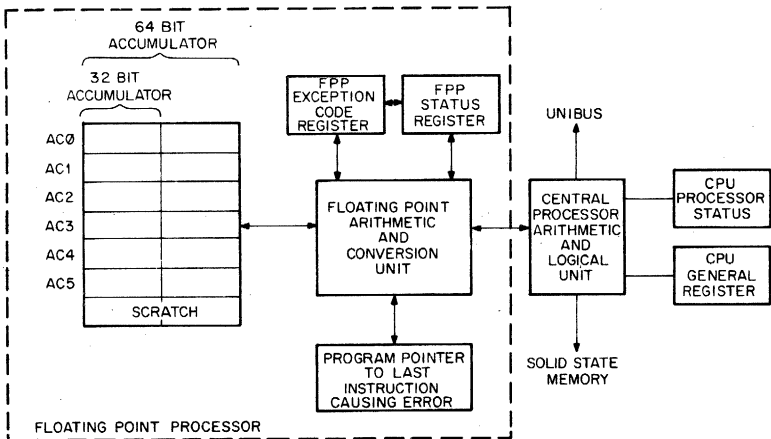 64 BIT
ACCUMULATOR
32 BIT
ACCUMULATOR
AC0
AC1
AC2
AC3
AC4
AC5
SCRATCH
FPP
EXCEPTION
CODE
REGISTER
FPP
STATUS
REGISTER
FLOATING POINT
ARITHMETIC
AND
CONVERSION
UNIT
PROGRAM POINTER
TO LAST
INSTRUCTION
CAUSING ERROR
FLOATING POINT PROCESSOR
UNIBUS
CENTRAL
PROCESSOR
ARITHMETIC
AND
LOGICAL
UNIT
SOLID STATE
MEMORY
CPU
PROCESSOR
STATUS
CPU
GENERAL
REGISTER